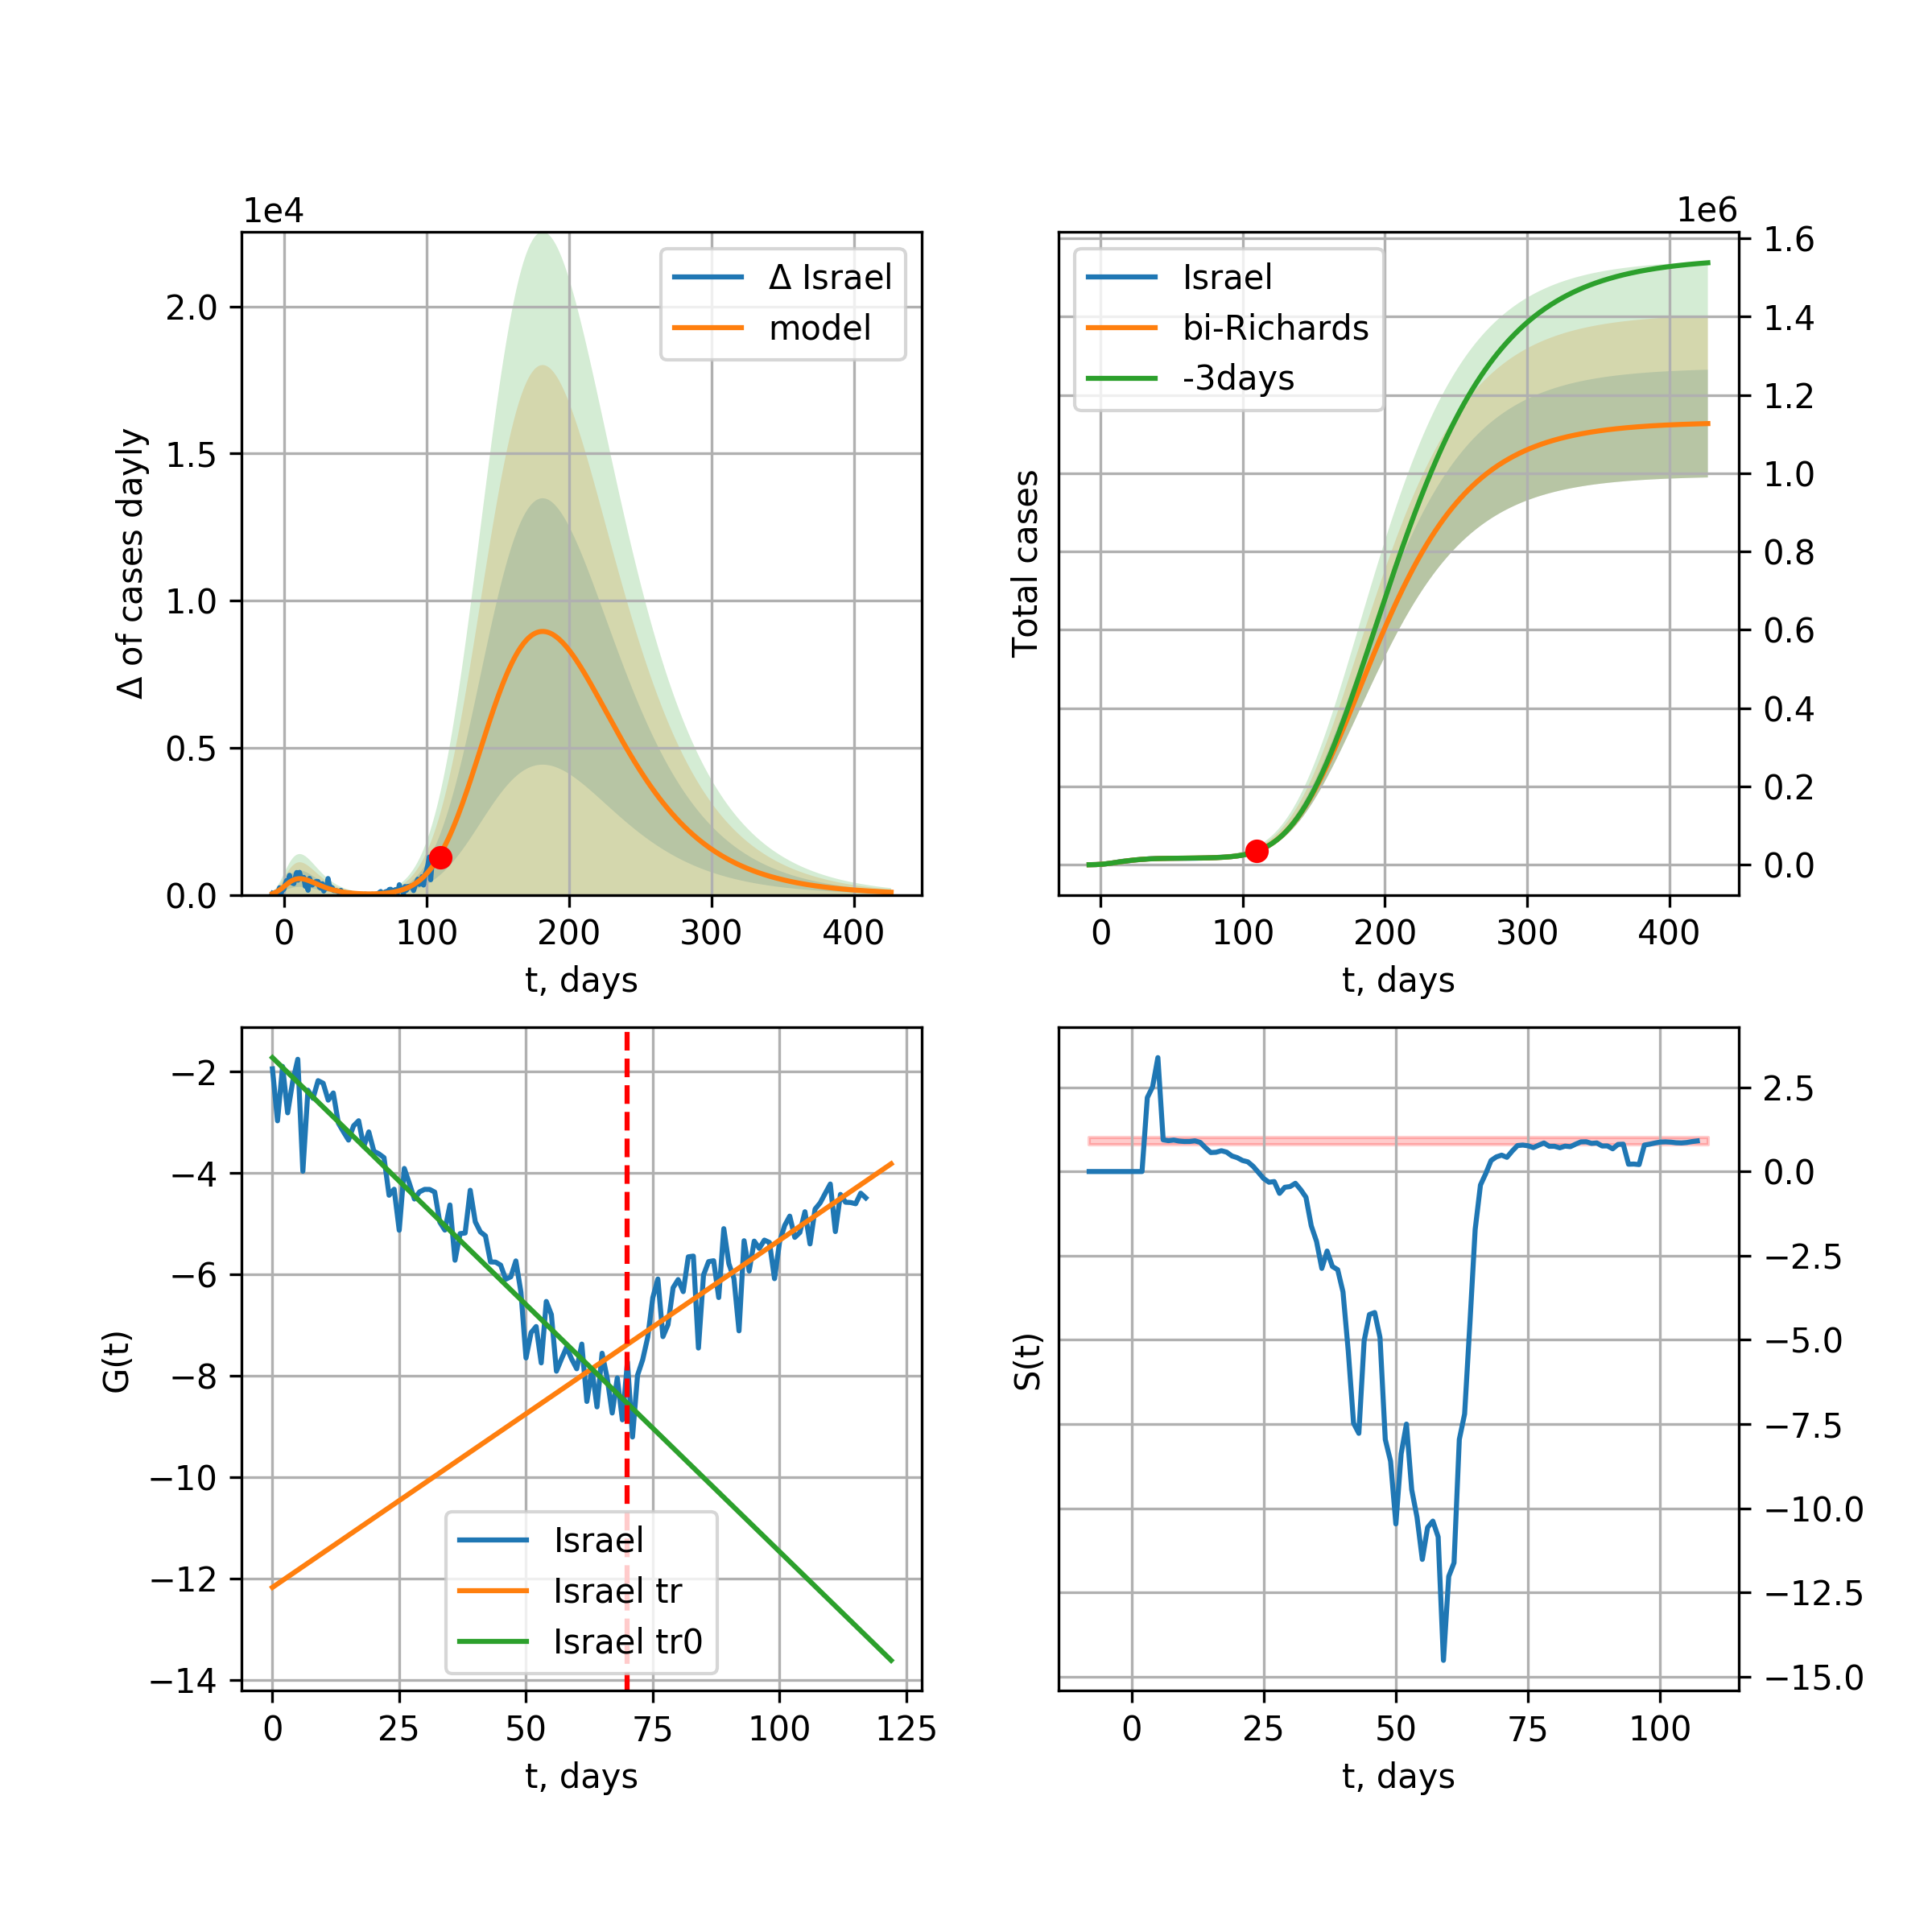 1e4
Δ of cases dayly
2.0
1.5
1.0
0.5
0.0
0 100 200 300 400
t, days
Δ Israel
model
1e6
Total cases
1.6
1.4
1.2
1.0
0.8
0.6
0.4
0.2
0.0
0 100 200 300 400
t, days
Israel
bi-Richards
-3days
G(t)
−2
−4
−6
−8
−10
−12
−14
0 25 50 75 100 125
t, days
Israel
Israel tr
Israel tr0
S(t)
2.5
0.0
−2.5
−5.0
−7.5
−10.0
−12.5
−15.0
0 25 50 75 100
t, days